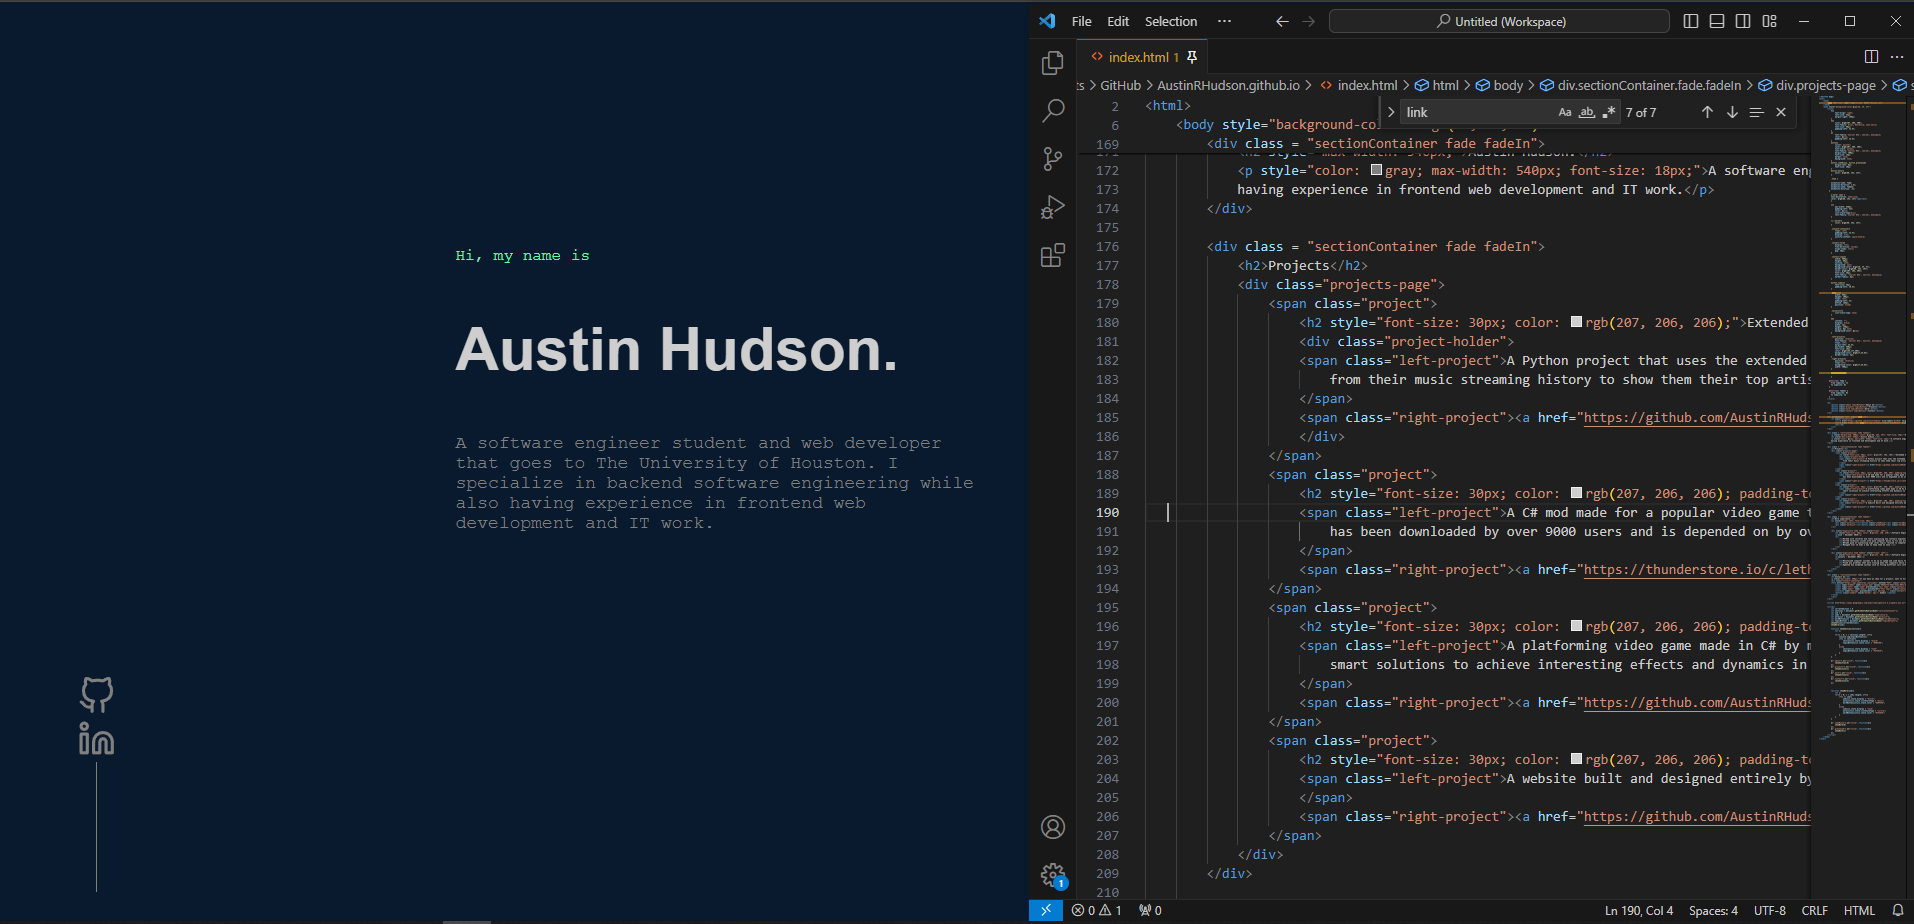 Hi, my name is
Austin Hudson.
A software engineer student and web developer
that goes to The University of Houston. I
specialize in backend software engineering while
also having experience in frontend web
development and IT work.
in
File Edit Selection ···
Untitled (Workspace)
index.html 1
GitHub > AustinRHudson.github.io > index.html > html > body > div.sectionContainer.fade.fadeIn > div.projects-page >
link Aa ab 7 of 7
2 <html>
6 <body style="background-co
169 <div class = "sectionContainer fade fadeIn">
172 <p style="color: gray; max-width: 540px; font-size: 18px;">A software en
173 having experience in frontend web development and IT work.</p>
174 </div>
175
176 <div class = "sectionContainer fade fadeIn">
177 <h2>Projects</h2>
178 <div class="projects-page">
179 <span class="project">
180 <h2 style="font-size: 30px; color: rgb(207, 206, 206);">Extended
181 <div class="project-holder">
182 <span class="left-project">A Python project that uses the extended
183 from their music streaming history to show them their top artis
184 </span>
185 <span class="right-project"><a href="https://github.com/AustinRHuds
186 </div>
187 </span>
188 <span class="project">
189 <h2 style="font-size: 30px; color: rgb(207, 206, 206); padding-to
190 <span class="left-project">A C# mod made for a popular video game t
191 has been downloaded by over 9000 users and is depended on by ov
192 </span>
193 <span class="right-project"><a href="https://thunderstore.io/c/leth
194 </span>
195 <span class="project">
196 <h2 style="font-size: 30px; color: rgb(207, 206, 206); padding-to
197 <span class="left-project">A platforming video game made in C# by m
198 smart solutions to achieve interesting effects and dynamics in
199 </span>
200 <span class="right-project"><a href="https://github.com/AustinRHuds
201 </span>
202 <span class="project">
203 <h2 style="font-size: 30px; color: rgb(207, 206, 206); padding-to
204 <span class="left-project">A website built and designed entirely by
205 </span>
206 <span class="right-project"><a href="https://github.com/AustinRHuds
207 </span>
208 </div>
209 </div>
210
1
0 1 0 Ln 190, Col 4 Spaces: 4 UTF-8 CRLF HTML